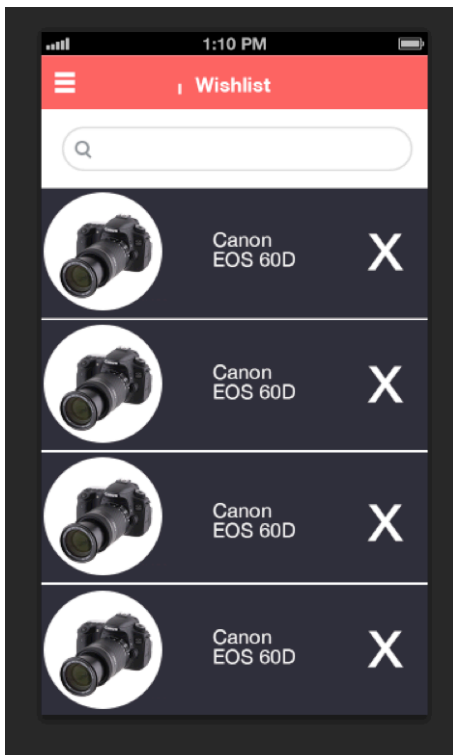 1:10 PM
Wishlist
Canon
EOS 60D
X
Canon
EOS 60D
X
Canon
EOS 60D
X
Canon
EOS 60D
X